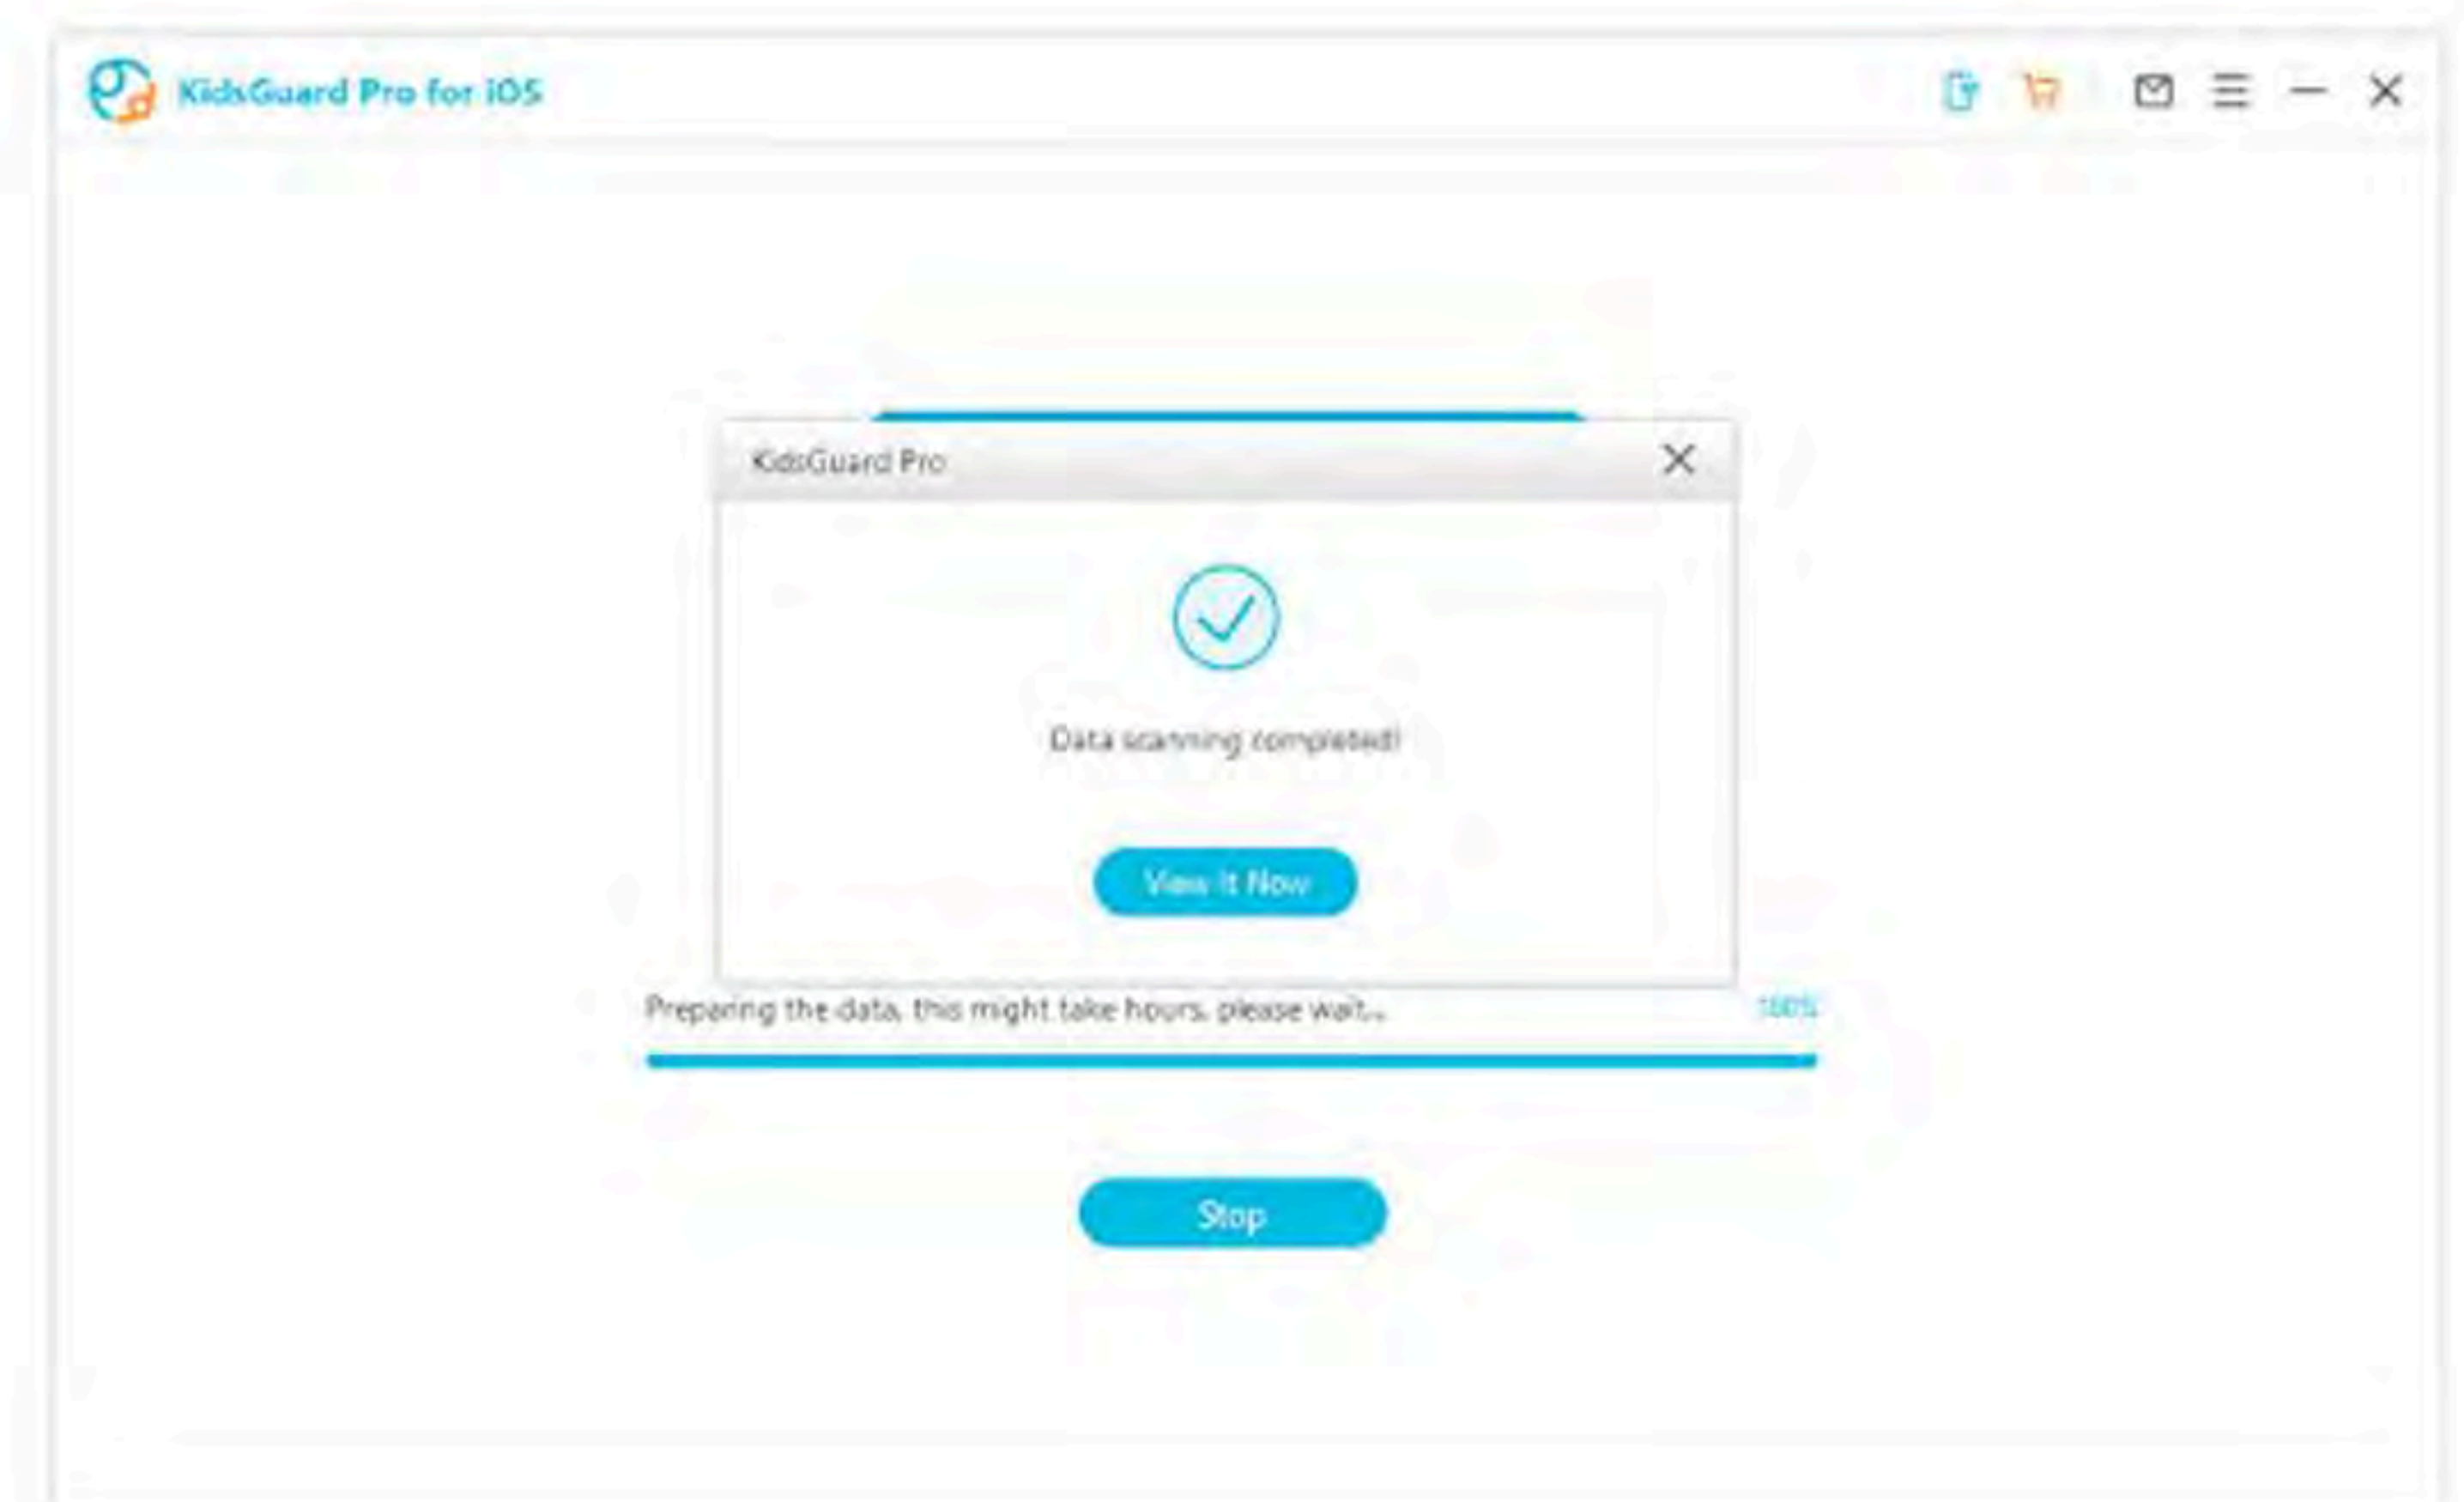 KidsGuard Pro for iOS
KidsGuard Pro
Data scanning completed!
View It Now
Preparing the data, this might take hours, please wait...
100%
Stop